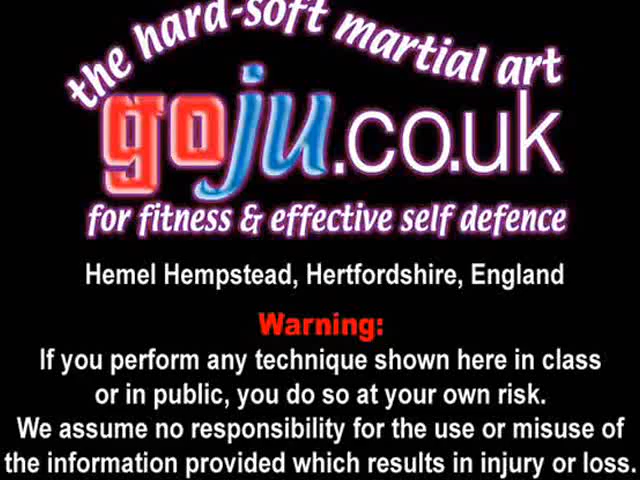 the hard-soft martial art
goju.co.uk
for fitness & effective self defence
Hemel Hempstead, Hertfordshire, England
Warning:
If you perform any technique shown here in class
or in public, you do so at your own risk.
We assume no responsibility for the use or misuse of
the information provided which results in injury or loss.